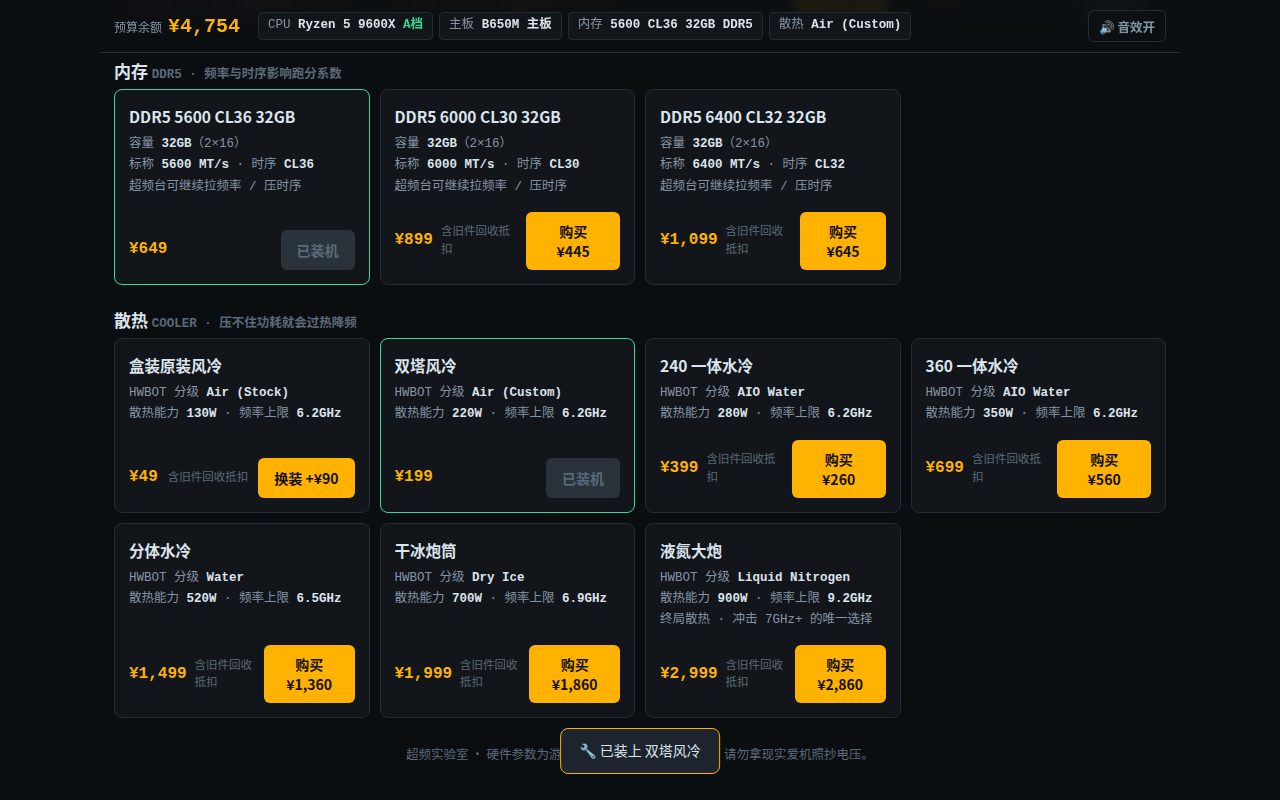 预算余额 ¥4,754 CPU Ryzen 5 9600X A档 主板 B650M 主板 内存 5600 CL36 32GB DDR5 散热 Air (Custom) 🔊 音效开
内存 DDR5 · 频率与时序影响跑分系数
DDR5 5600 CL36 32GB
容量 32GB（2×16）
标称 5600 MT/s · 时序 CL36
超频台可继续拉频率 / 压时序
¥649 已装机
DDR5 6000 CL30 32GB
容量 32GB（2×16）
标称 6000 MT/s · 时序 CL30
超频台可继续拉频率 / 压时序
¥899 含旧件回收抵扣 购买 ¥445
DDR5 6400 CL32 32GB
容量 32GB（2×16）
标称 6400 MT/s · 时序 CL32
超频台可继续拉频率 / 压时序
¥1,099 含旧件回收抵扣 购买 ¥645
散热 COOLER · 压不住功耗就会过热降频
盒装原装风冷
HWBOT 分级 Air (Stock)
散热能力 130W · 频率上限 6.2GHz
¥49 含旧件回收抵扣 换装 +¥90
双塔风冷
HWBOT 分级 Air (Custom)
散热能力 220W · 频率上限 6.2GHz
¥199 已装机
240 一体水冷
HWBOT 分级 AIO Water
散热能力 280W · 频率上限 6.2GHz
¥399 含旧件回收抵扣 购买 ¥260
360 一体水冷
HWBOT 分级 AIO Water
散热能力 350W · 频率上限 6.2GHz
¥699 含旧件回收抵扣 购买 ¥560
分体水冷
HWBOT 分级 Water
散热能力 520W · 频率上限 6.5GHz
¥1,499 含旧件回收抵扣 购买 ¥1,360
干冰炮筒
HWBOT 分级 Dry Ice
散热能力 700W · 频率上限 6.9GHz
¥1,999 含旧件回收抵扣 购买 ¥1,860
液氮大炮
HWBOT 分级 Liquid Nitrogen
散热能力 900W · 频率上限 9.2GHz
终局散热 · 冲击 7GHz+ 的唯一选择
¥2,999 含旧件回收抵扣 购买 ¥2,860
超频实验室 · 硬件参数为游
🔧 已装上 双塔风冷
请勿拿现实爱机照抄电压。